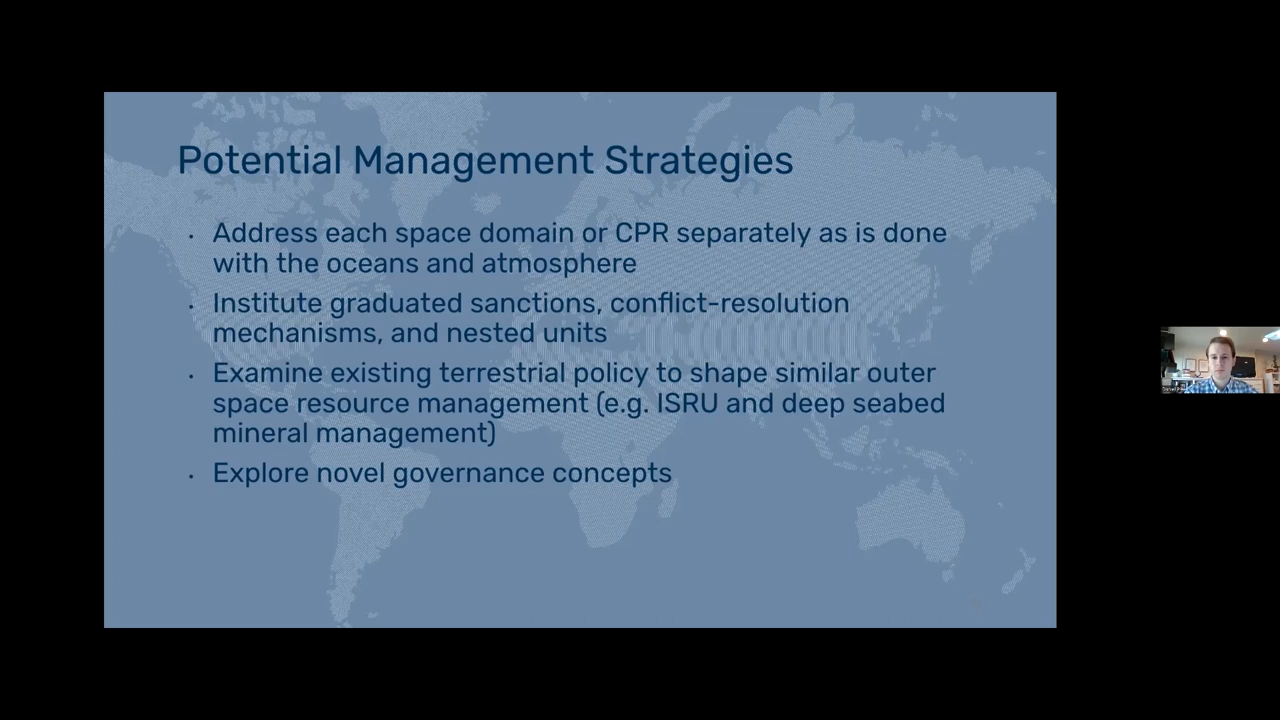 Potential Management Strategies
• Address each space domain or CPR separately as is done
with the oceans and atmosphere
• Institute graduated sanctions, conflict-resolution
mechanisms, and nested units
• Examine existing terrestrial policy to shape similar outer
space resource management (e.g. ISRU and deep seabed
mineral management)
• Explore novel governance concepts